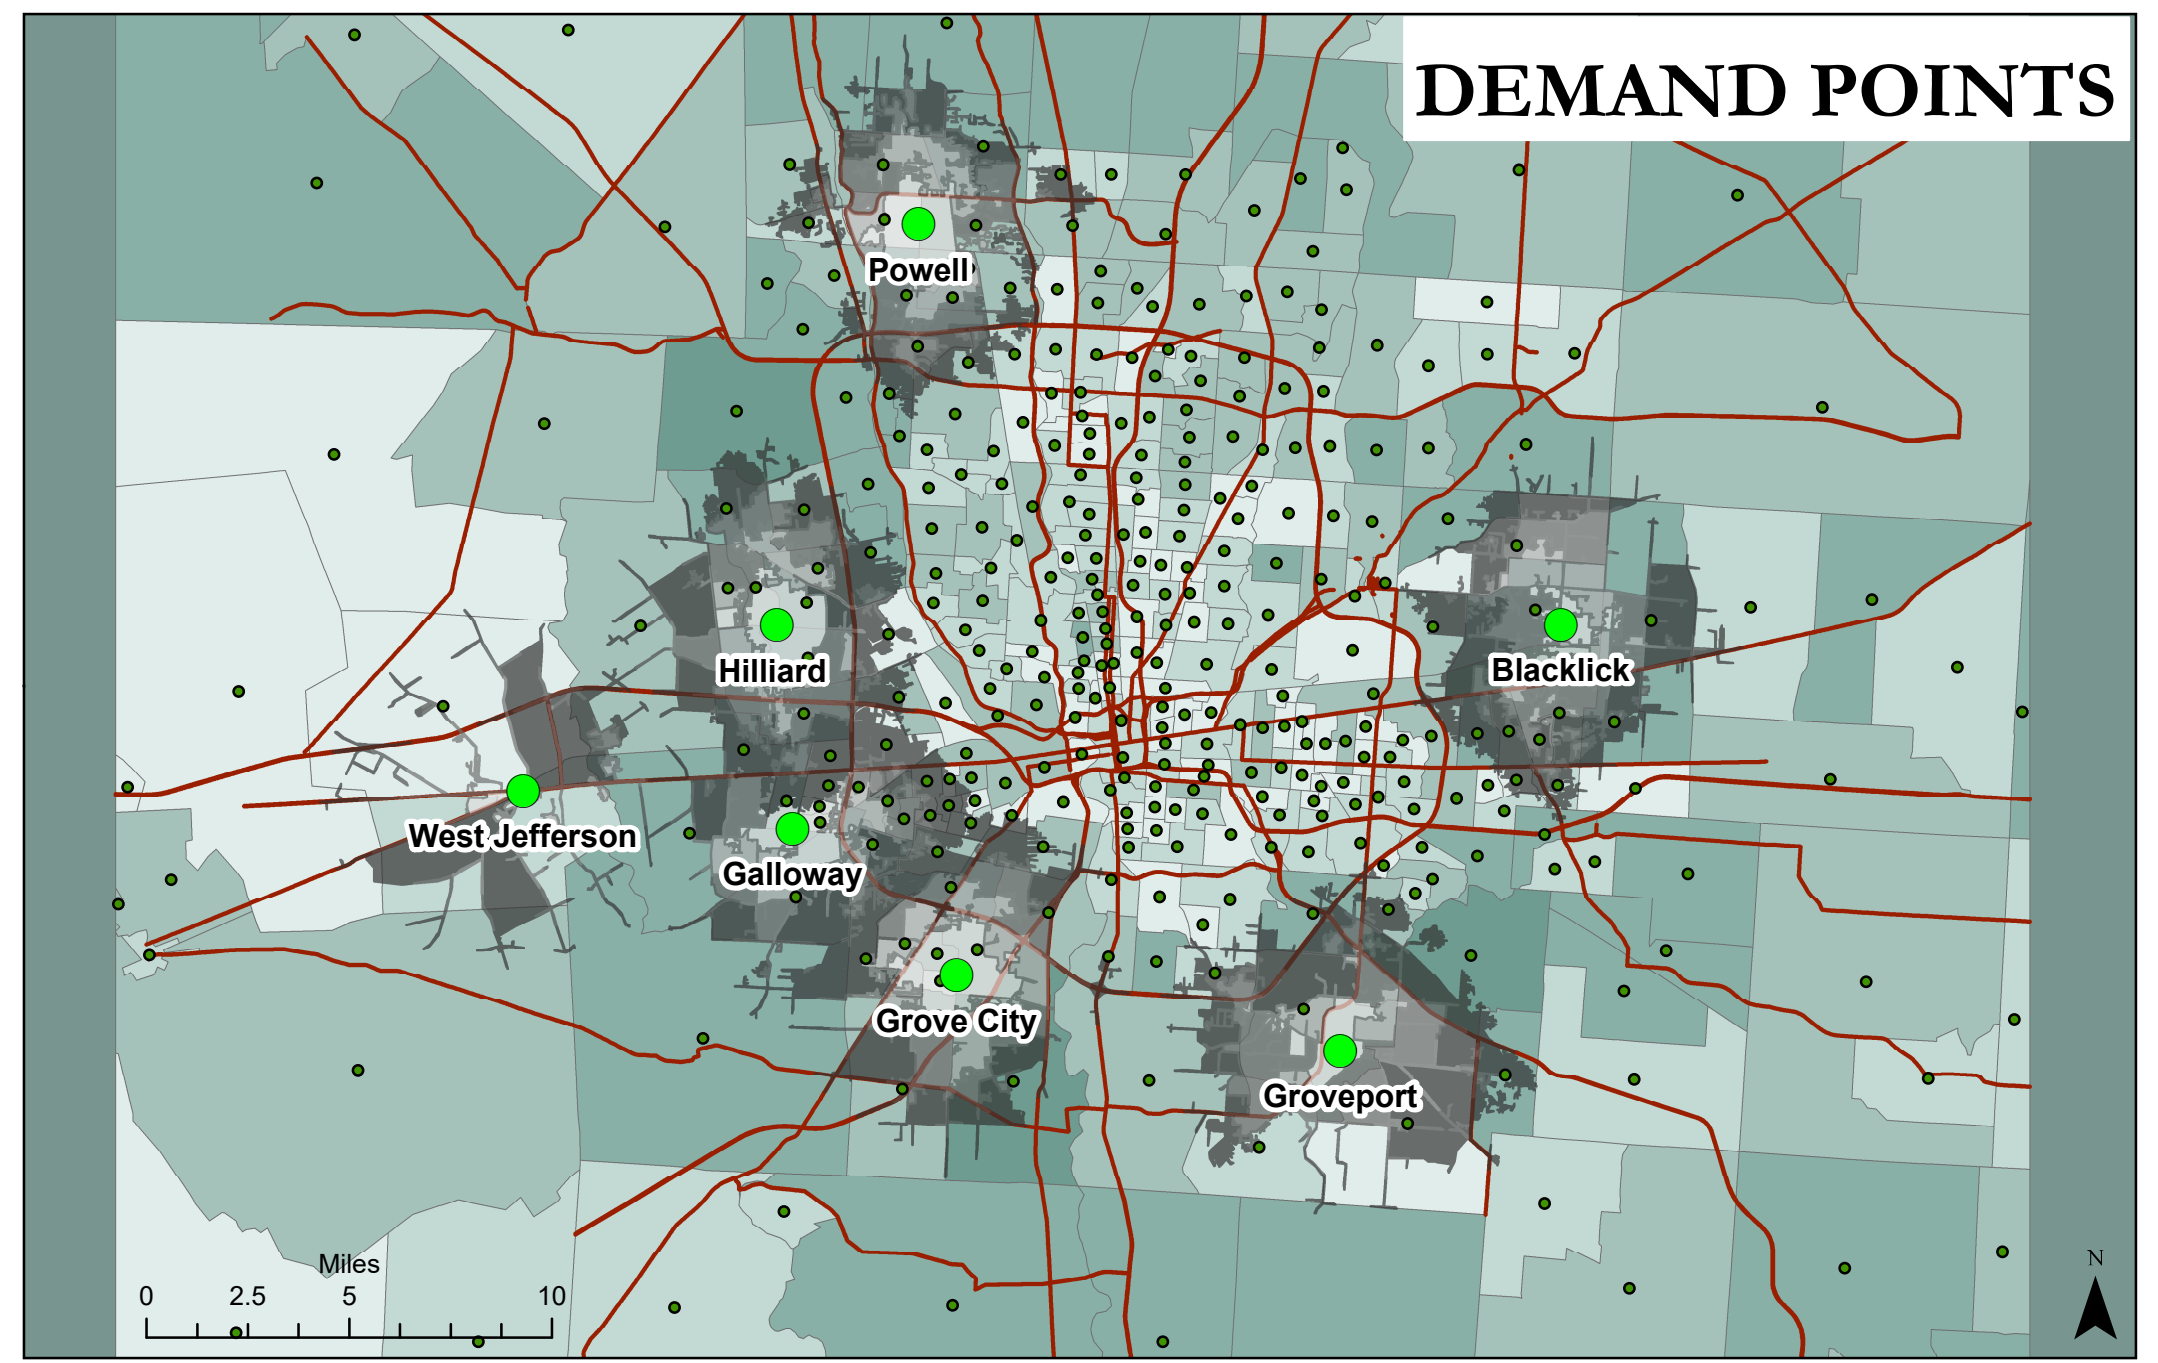 DEMAND POINTS
Powell
Hilliard
Blacklick
West Jefferson
Galloway
Grove City
Groveport
Miles
0 2.5 5 10
N